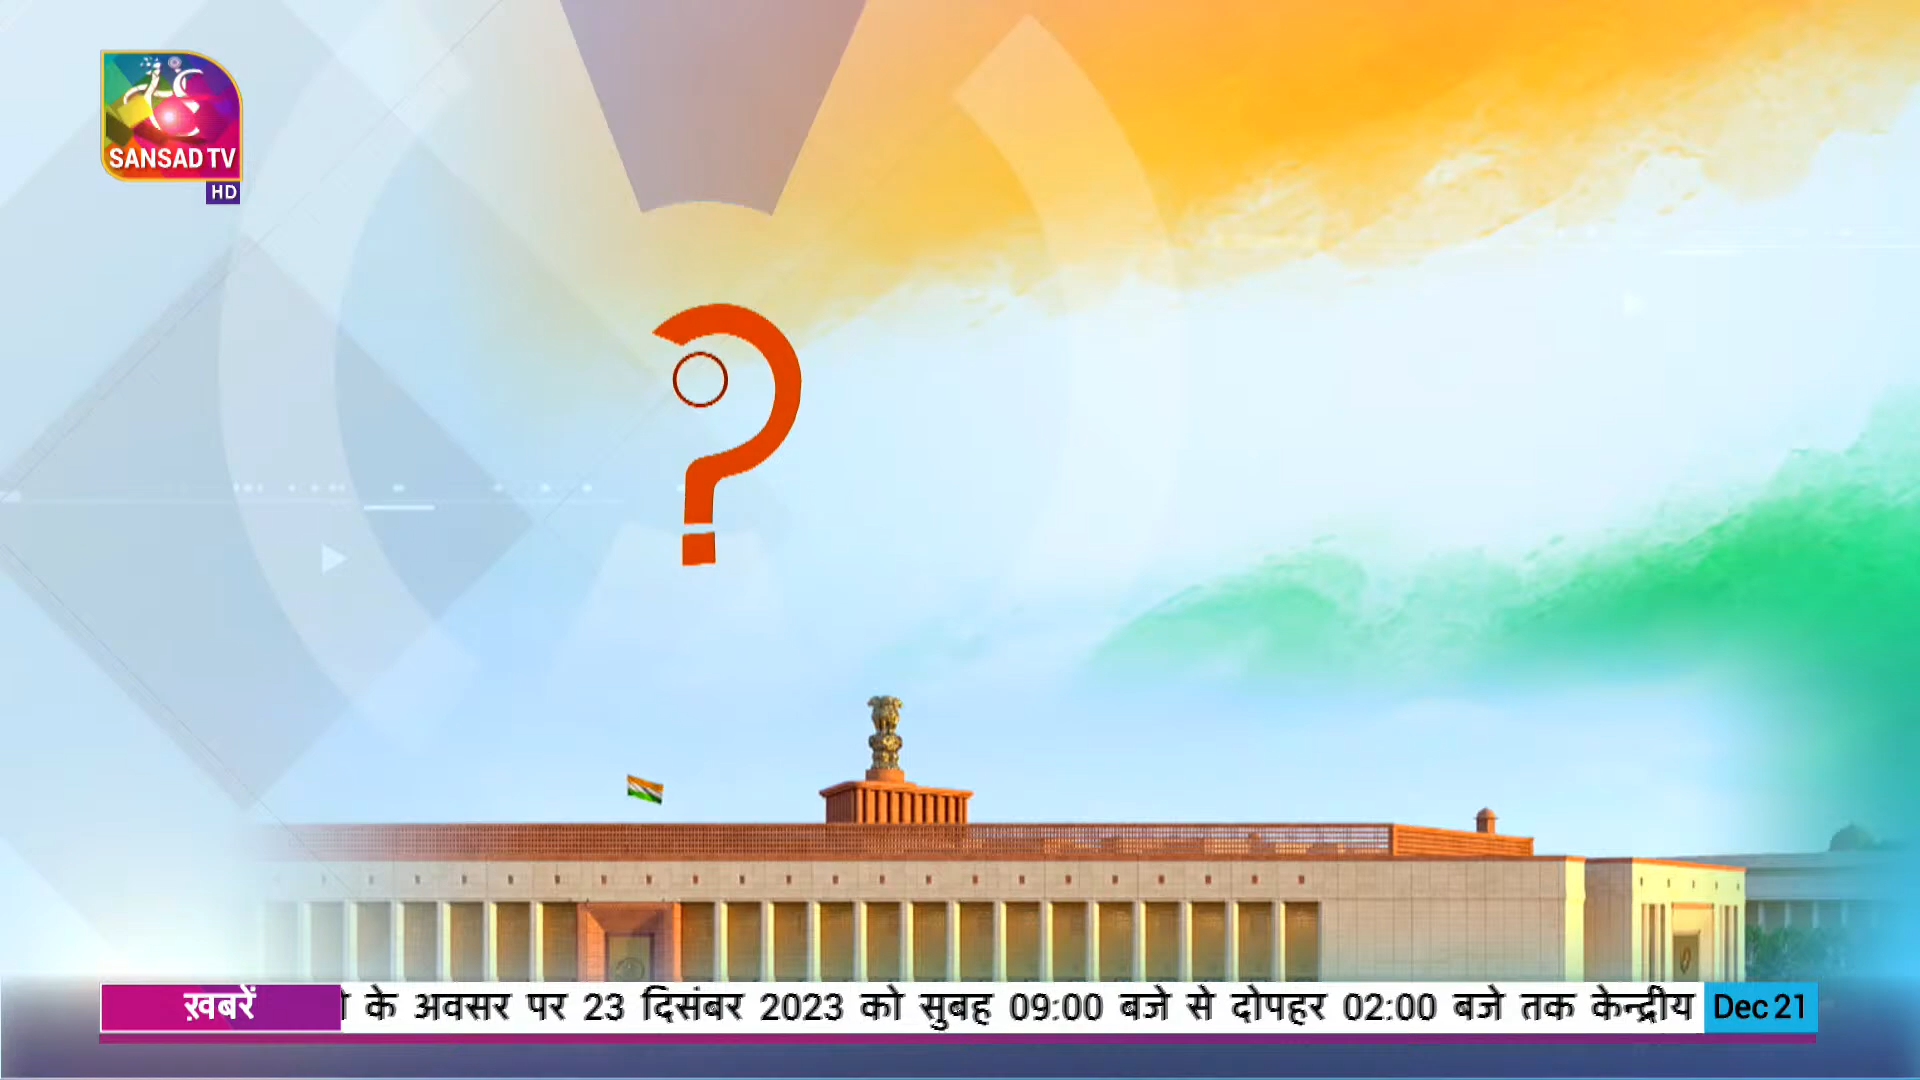 SANSAD TV
HD
?
ख़बरें
के अवसर पर 23 दिसंबर 2023 को सुबह 09:00 बजे से दोपहर 02:00 बजे तक केन्द्रीय
Dec 21